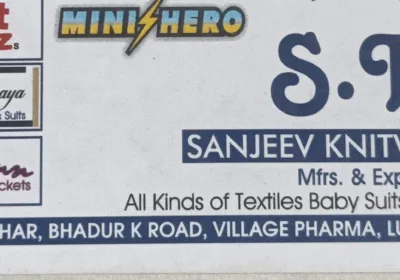 MINI HERO
S.
aya
Suits
SANJEEV KNIT
Mfrs. & Exp
ckets
All Kinds of Textiles Baby Suits
HAR, BHADUR K ROAD, VILLAGE PHARMA, LU